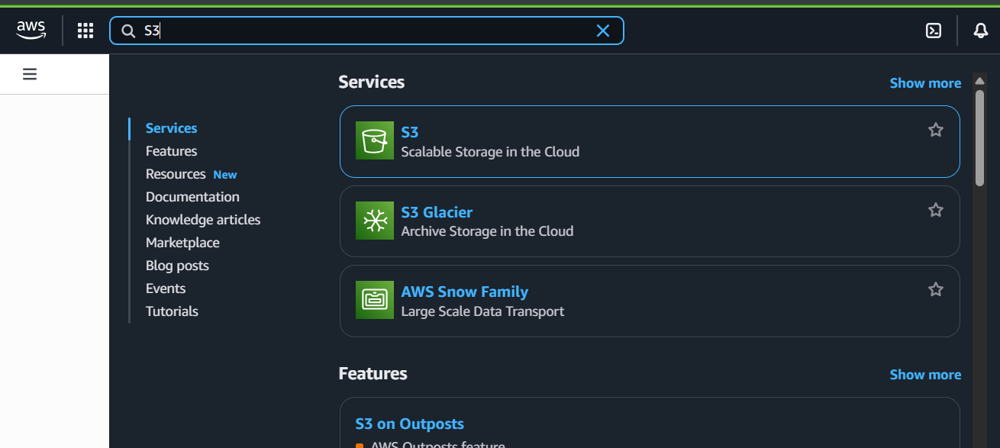 aws
S3
Services
Show more
Services
Features
Resources New
Documentation
Knowledge articles
Marketplace
Blog posts
Events
Tutorials
S3
Scalable Storage in the Cloud
S3 Glacier
Archive Storage in the Cloud
AWS Snow Family
Large Scale Data Transport
Features
Show more
S3 on Outposts
AWS Outposts feature